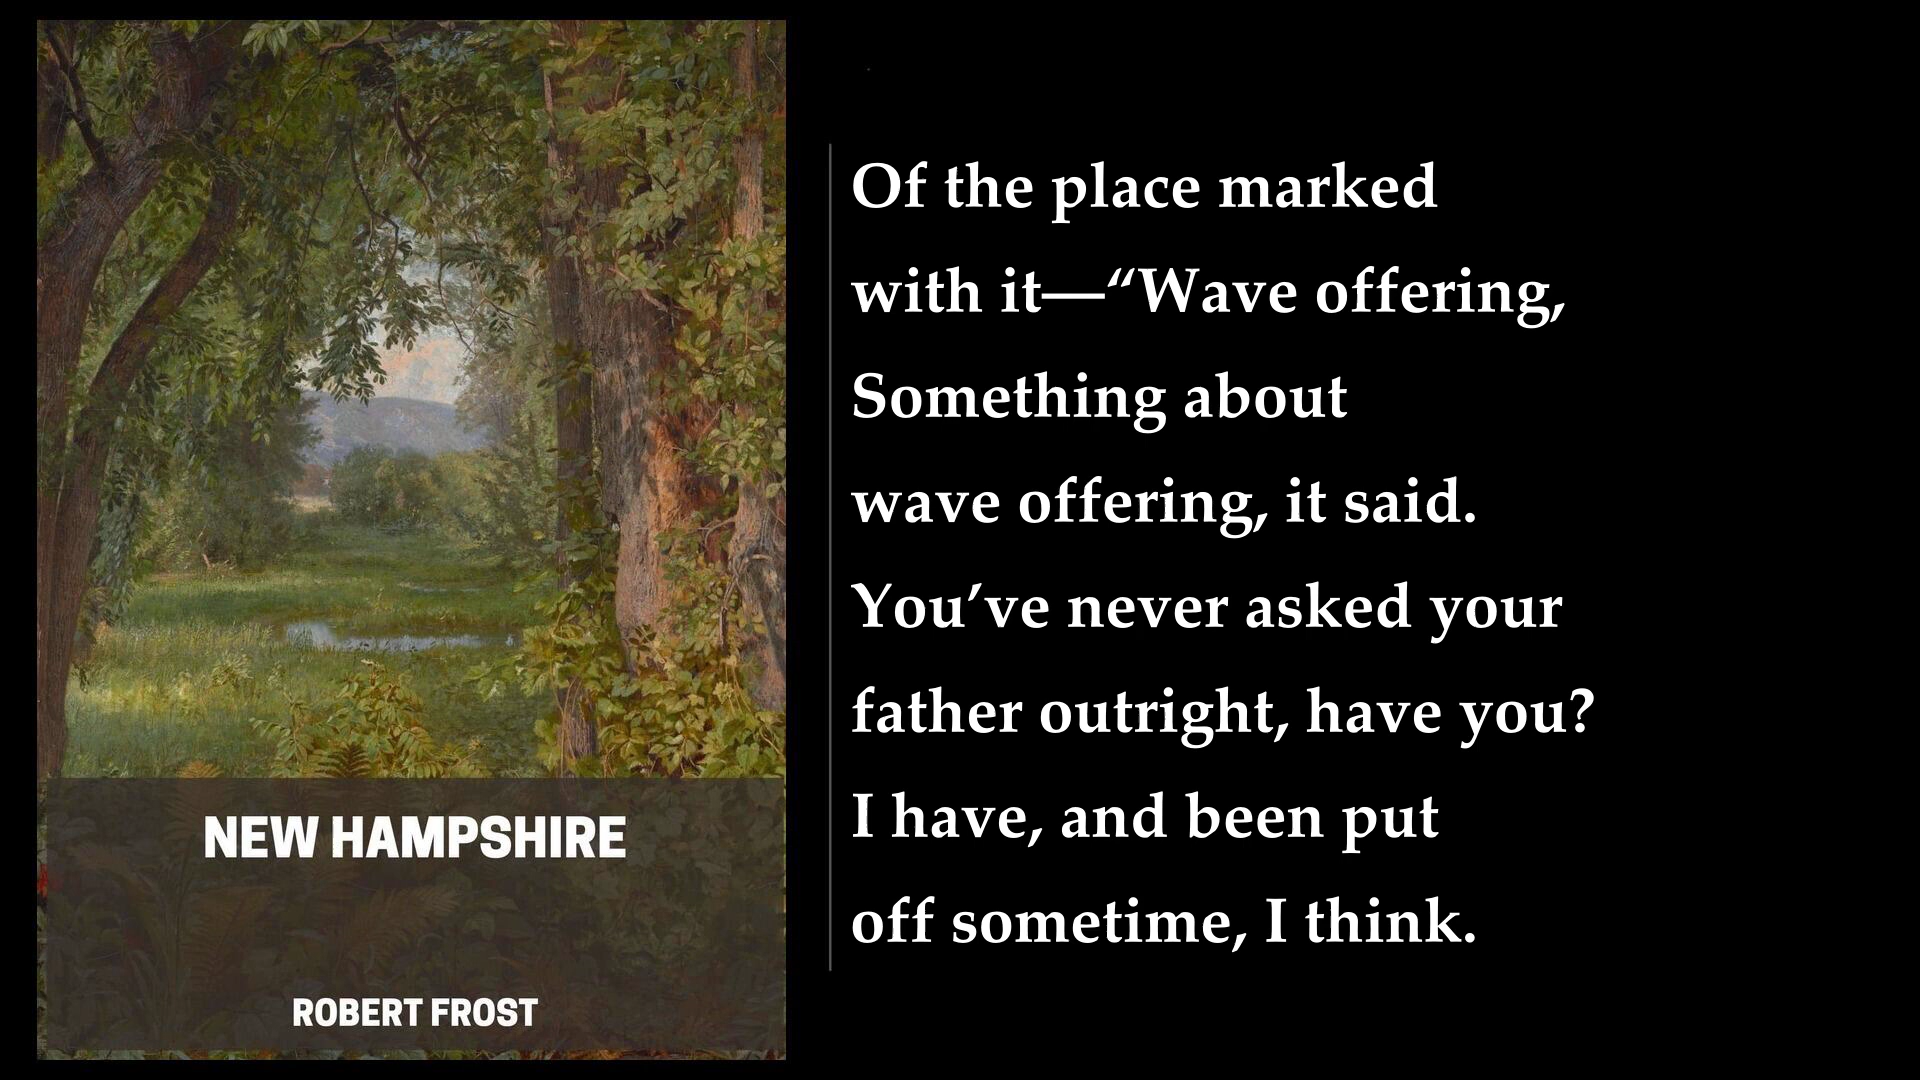 NEW HAMPSHIRE
ROBERT FROST
Of the place marked
with it—“Wave offering,
Something about
wave offering, it said.
You’ve never asked your
father outright, have you?
I have, and been put
off sometime, I think.